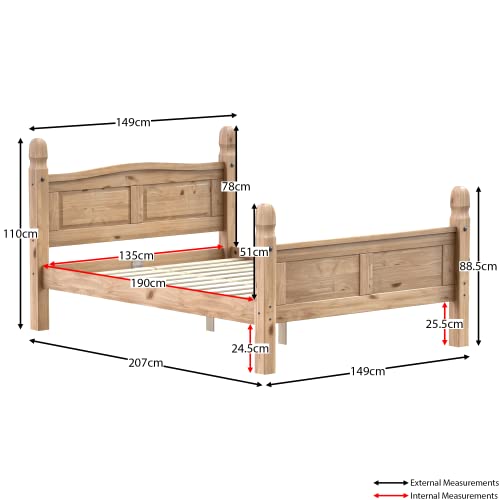 149cm
78cm
110cm
51cm
135cm
190cm
88.5cm
25.5cm
24.5cm
207cm
149cm
External Measurements
Internal Measurements